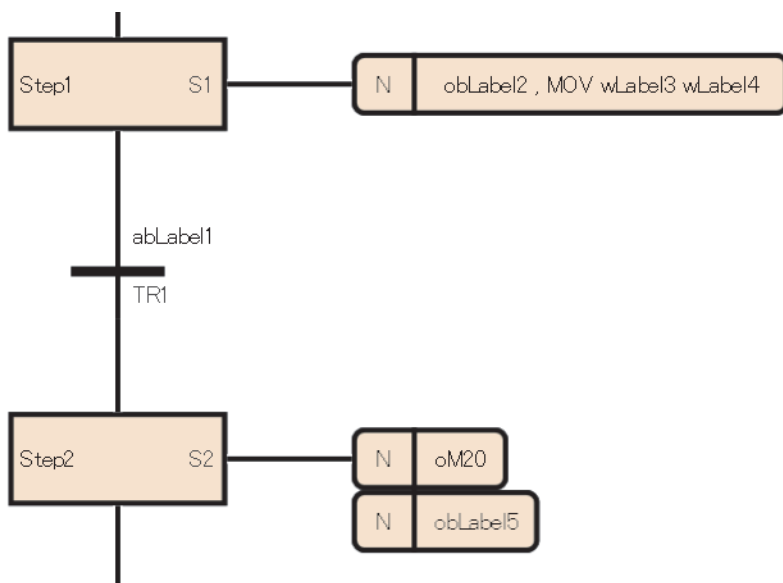 Step1 S1 N obLabel2 , MOV wLabel3 wLabel4
abLabel1
TR1
Step2 S2 N oM20
N obLabel5